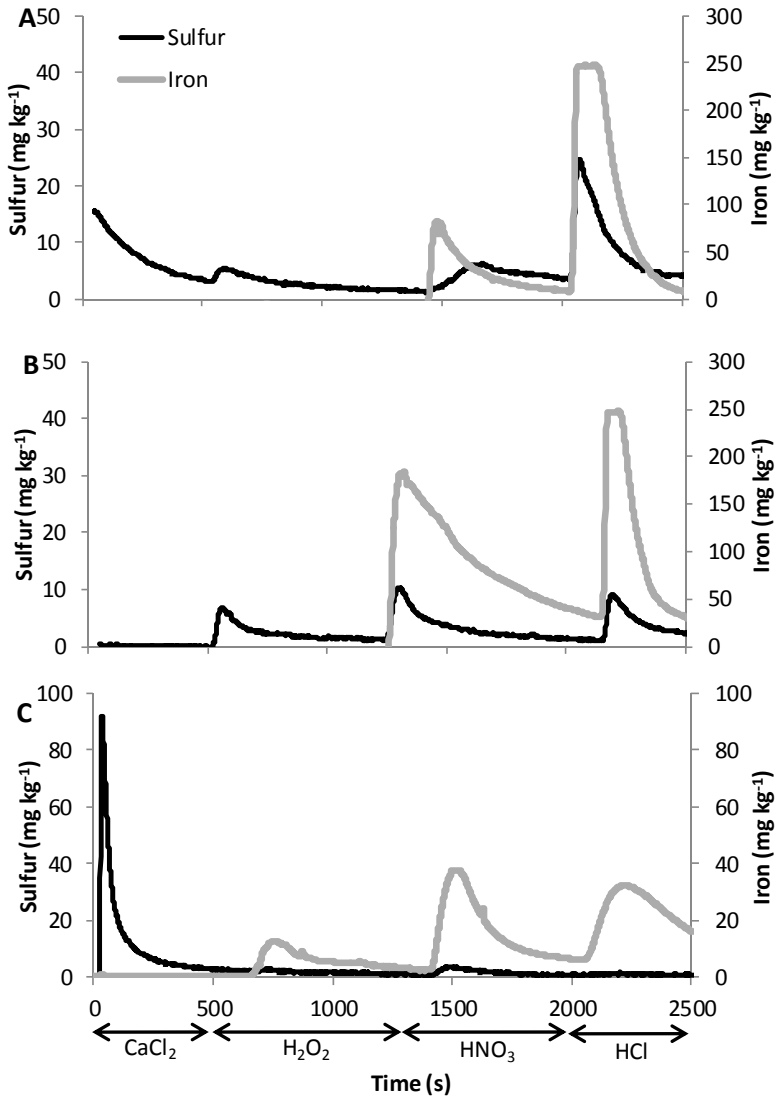 A
Sulfur
Iron
50
40
30
20
10
0
Sulfur (mg kg-1)
300
250
200
150
100
50
0
Iron (mg kg-1)
B
50
40
30
20
10
0
Sulfur (mg kg-1)
300
250
200
150
100
50
0
Iron (mg kg-1)
C
100
80
60
40
20
0
Sulfur (mg kg-1)
100
80
60
40
20
0
Iron (mg kg-1)
0 500 1000 1500 2000 2500
CaCl2 H2O2 HNO3 HCl
Time (s)